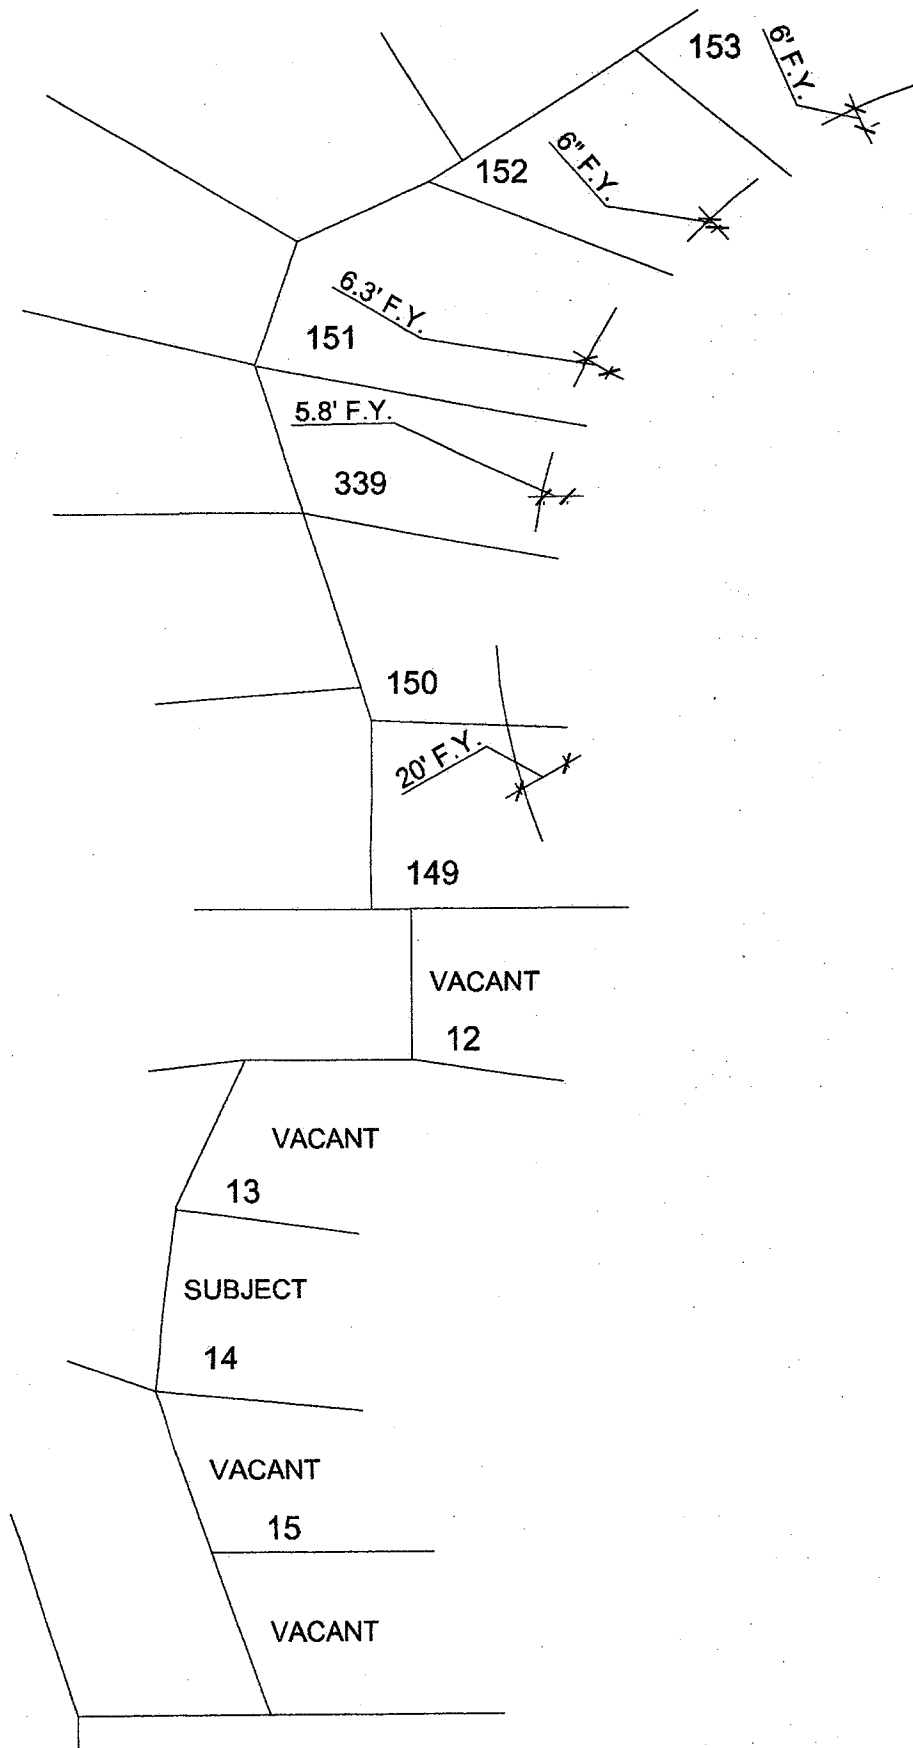 153
6' F.Y.
152
6" F.Y.
6.3' F.Y.
151
5.8' F.Y.
339
150
20' F.Y.
149
VACANT
12
VACANT
13
SUBJECT
14
VACANT
15
VACANT